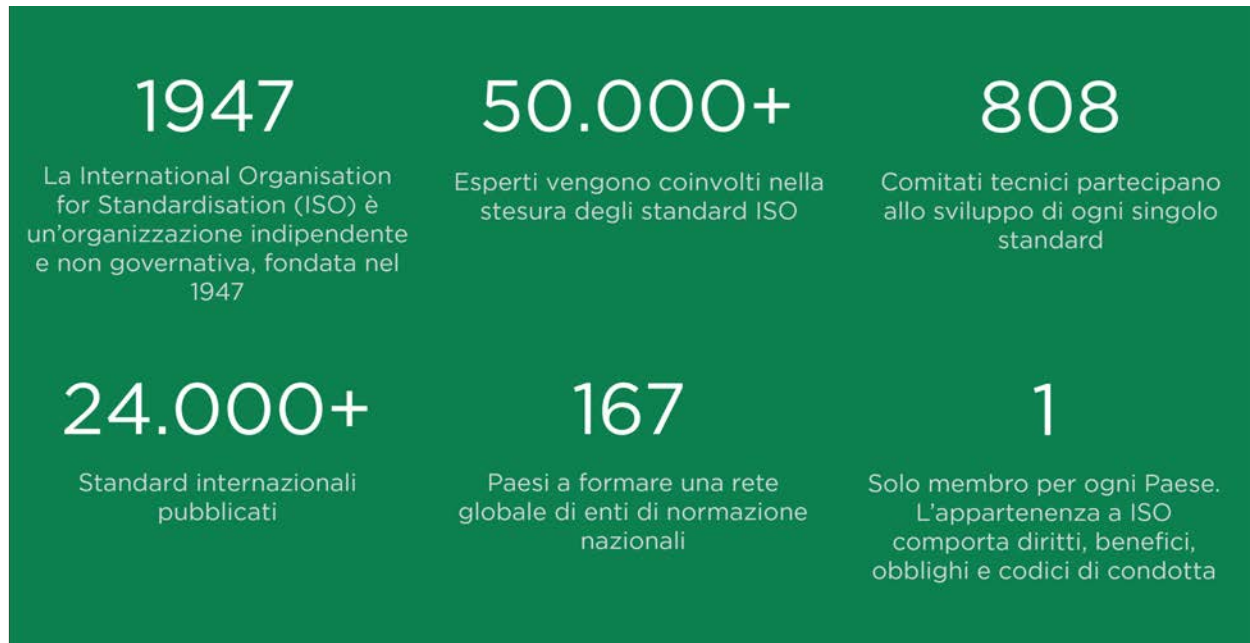 1947
La International Organisation
for Standardisation (ISO) è
un'organizzazione indipendente
e non governativa, fondata nel
1947
50.000+
Esperti vengono coinvolti nella
stesura degli standard ISO
808
Comitati tecnici partecipano
allo sviluppo di ogni singolo
standard
24.000+
Standard internazionali
pubblicati
167
Paesi a formare una rete
globale di enti di normazione
nazionali
1
Solo membro per ogni Paese.
L'appartenenza a ISO
comporta diritti, benefici,
obblighi e codici di condotta